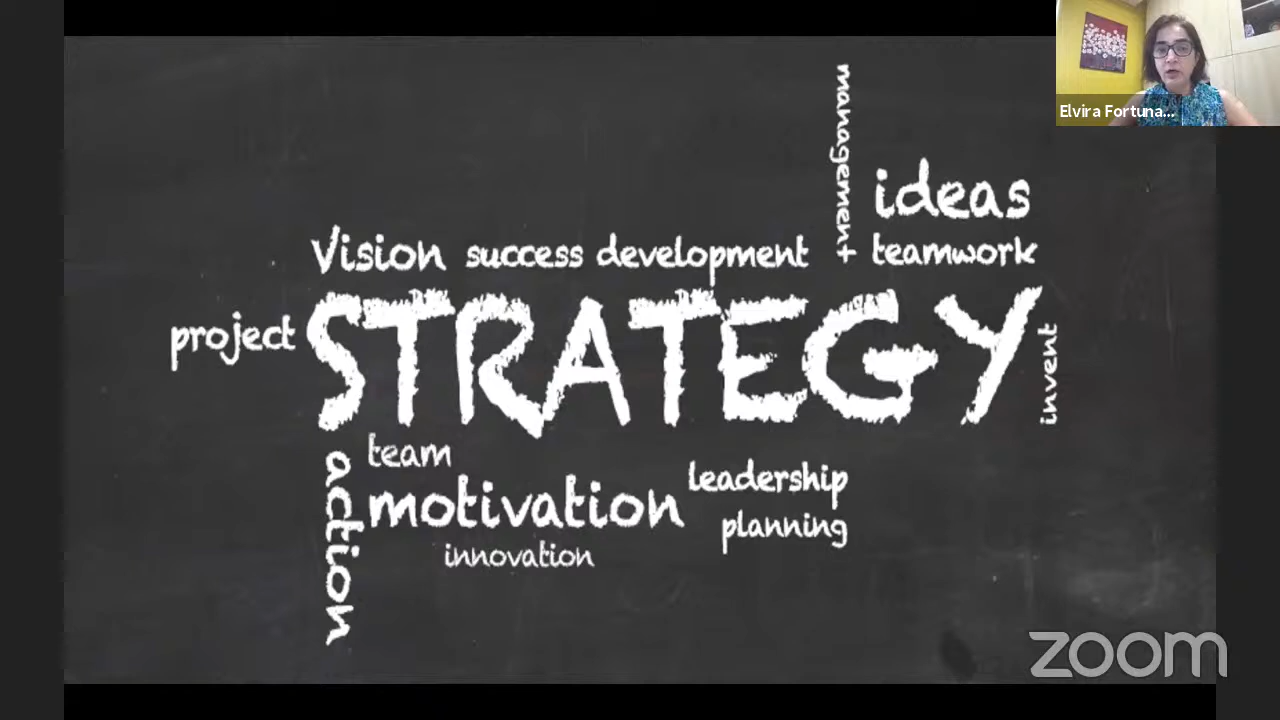 Elvira Fortuna...
management
ideas
Vision success development teamwork
project STRATEGY invent
team
action motivation leadership
planning
innovation
zoom